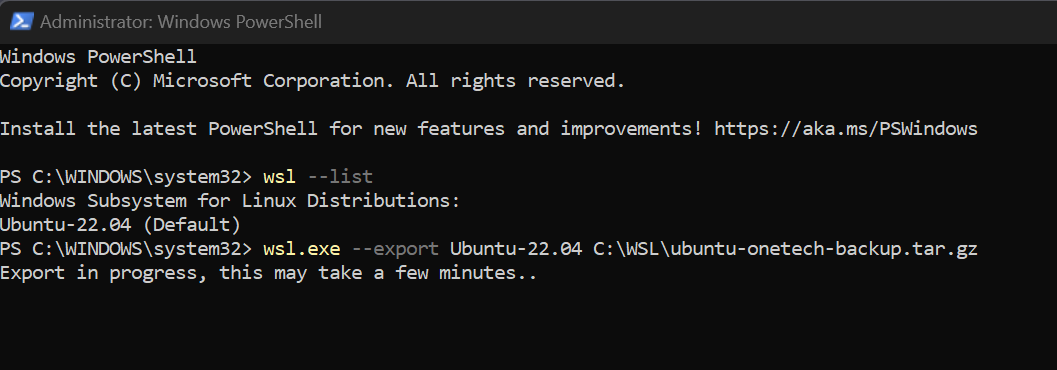 Administrator: Windows PowerShell
Windows PowerShell
Copyright (C) Microsoft Corporation. All rights reserved.
Install the latest PowerShell for new features and improvements! https://aka.ms/PSWindows
PS C:\WINDOWS\system32> wsl --list
Windows Subsystem for Linux Distributions:
Ubuntu-22.04 (Default)
PS C:\WINDOWS\system32> wsl.exe --export Ubuntu-22.04 C:\WSL\ubuntu-onetech-backup.tar.gz
Export in progress, this may take a few minutes..